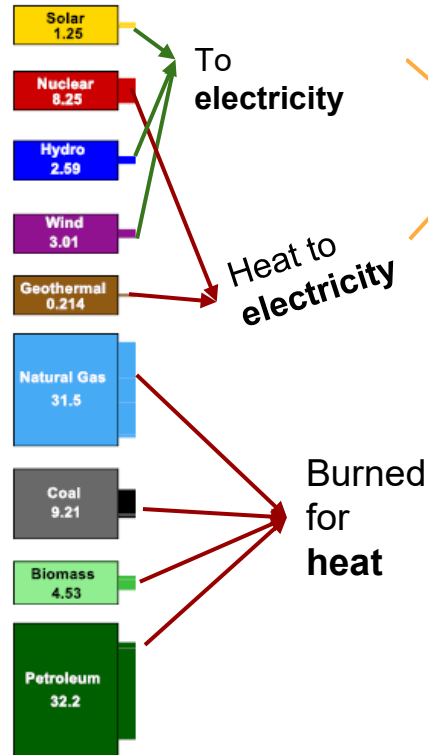 Solar
1.25
Nuclear
8.25
Hydro
2.59
Wind
3.01
Geothermal
0.214
Natural Gas
31.5
Coal
9.21
Biomass
4.53
Petroleum
32.2
To
electricity
Heat to
electricity
Burned
for
heat